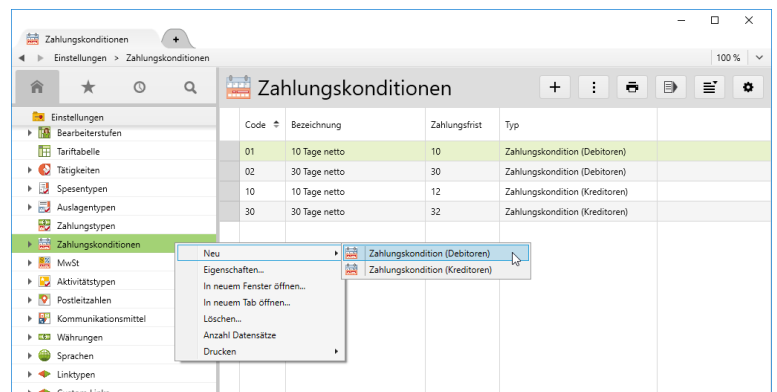 Zahlungskonditionen
Einstellungen > Zahlungskonditionen
100 %
Zahlungskonditionen
Einstellungen
Bearbeiterstufen
Tariftabelle
Tätigkeiten
Spesentypen
Auslagentypen
Zahlungstypen
Zahlungskonditionen
MwSt
Aktivitätstypen
Postleitzahlen
Kommunikationsmittel
Währungen
Sprachen
Linktypen
Custom Links
Code Bezeichnung Zahlungsfrist Typ
01 10 Tage netto 10 Zahlungskondition (Debitoren)
02 30 Tage netto 30 Zahlungskondition (Debitoren)
10 10 Tage netto 12 Zahlungskondition (Kreditoren)
30 30 Tage netto 32 Zahlungskondition (Kreditoren)
Neu
Eigenschaften...
In neuem Fenster öffnen...
In neuem Tab öffnen...
Löschen...
Anzahl Datensätze
Drucken
Zahlungskondition (Debitoren)
Zahlungskondition (Kreditoren)